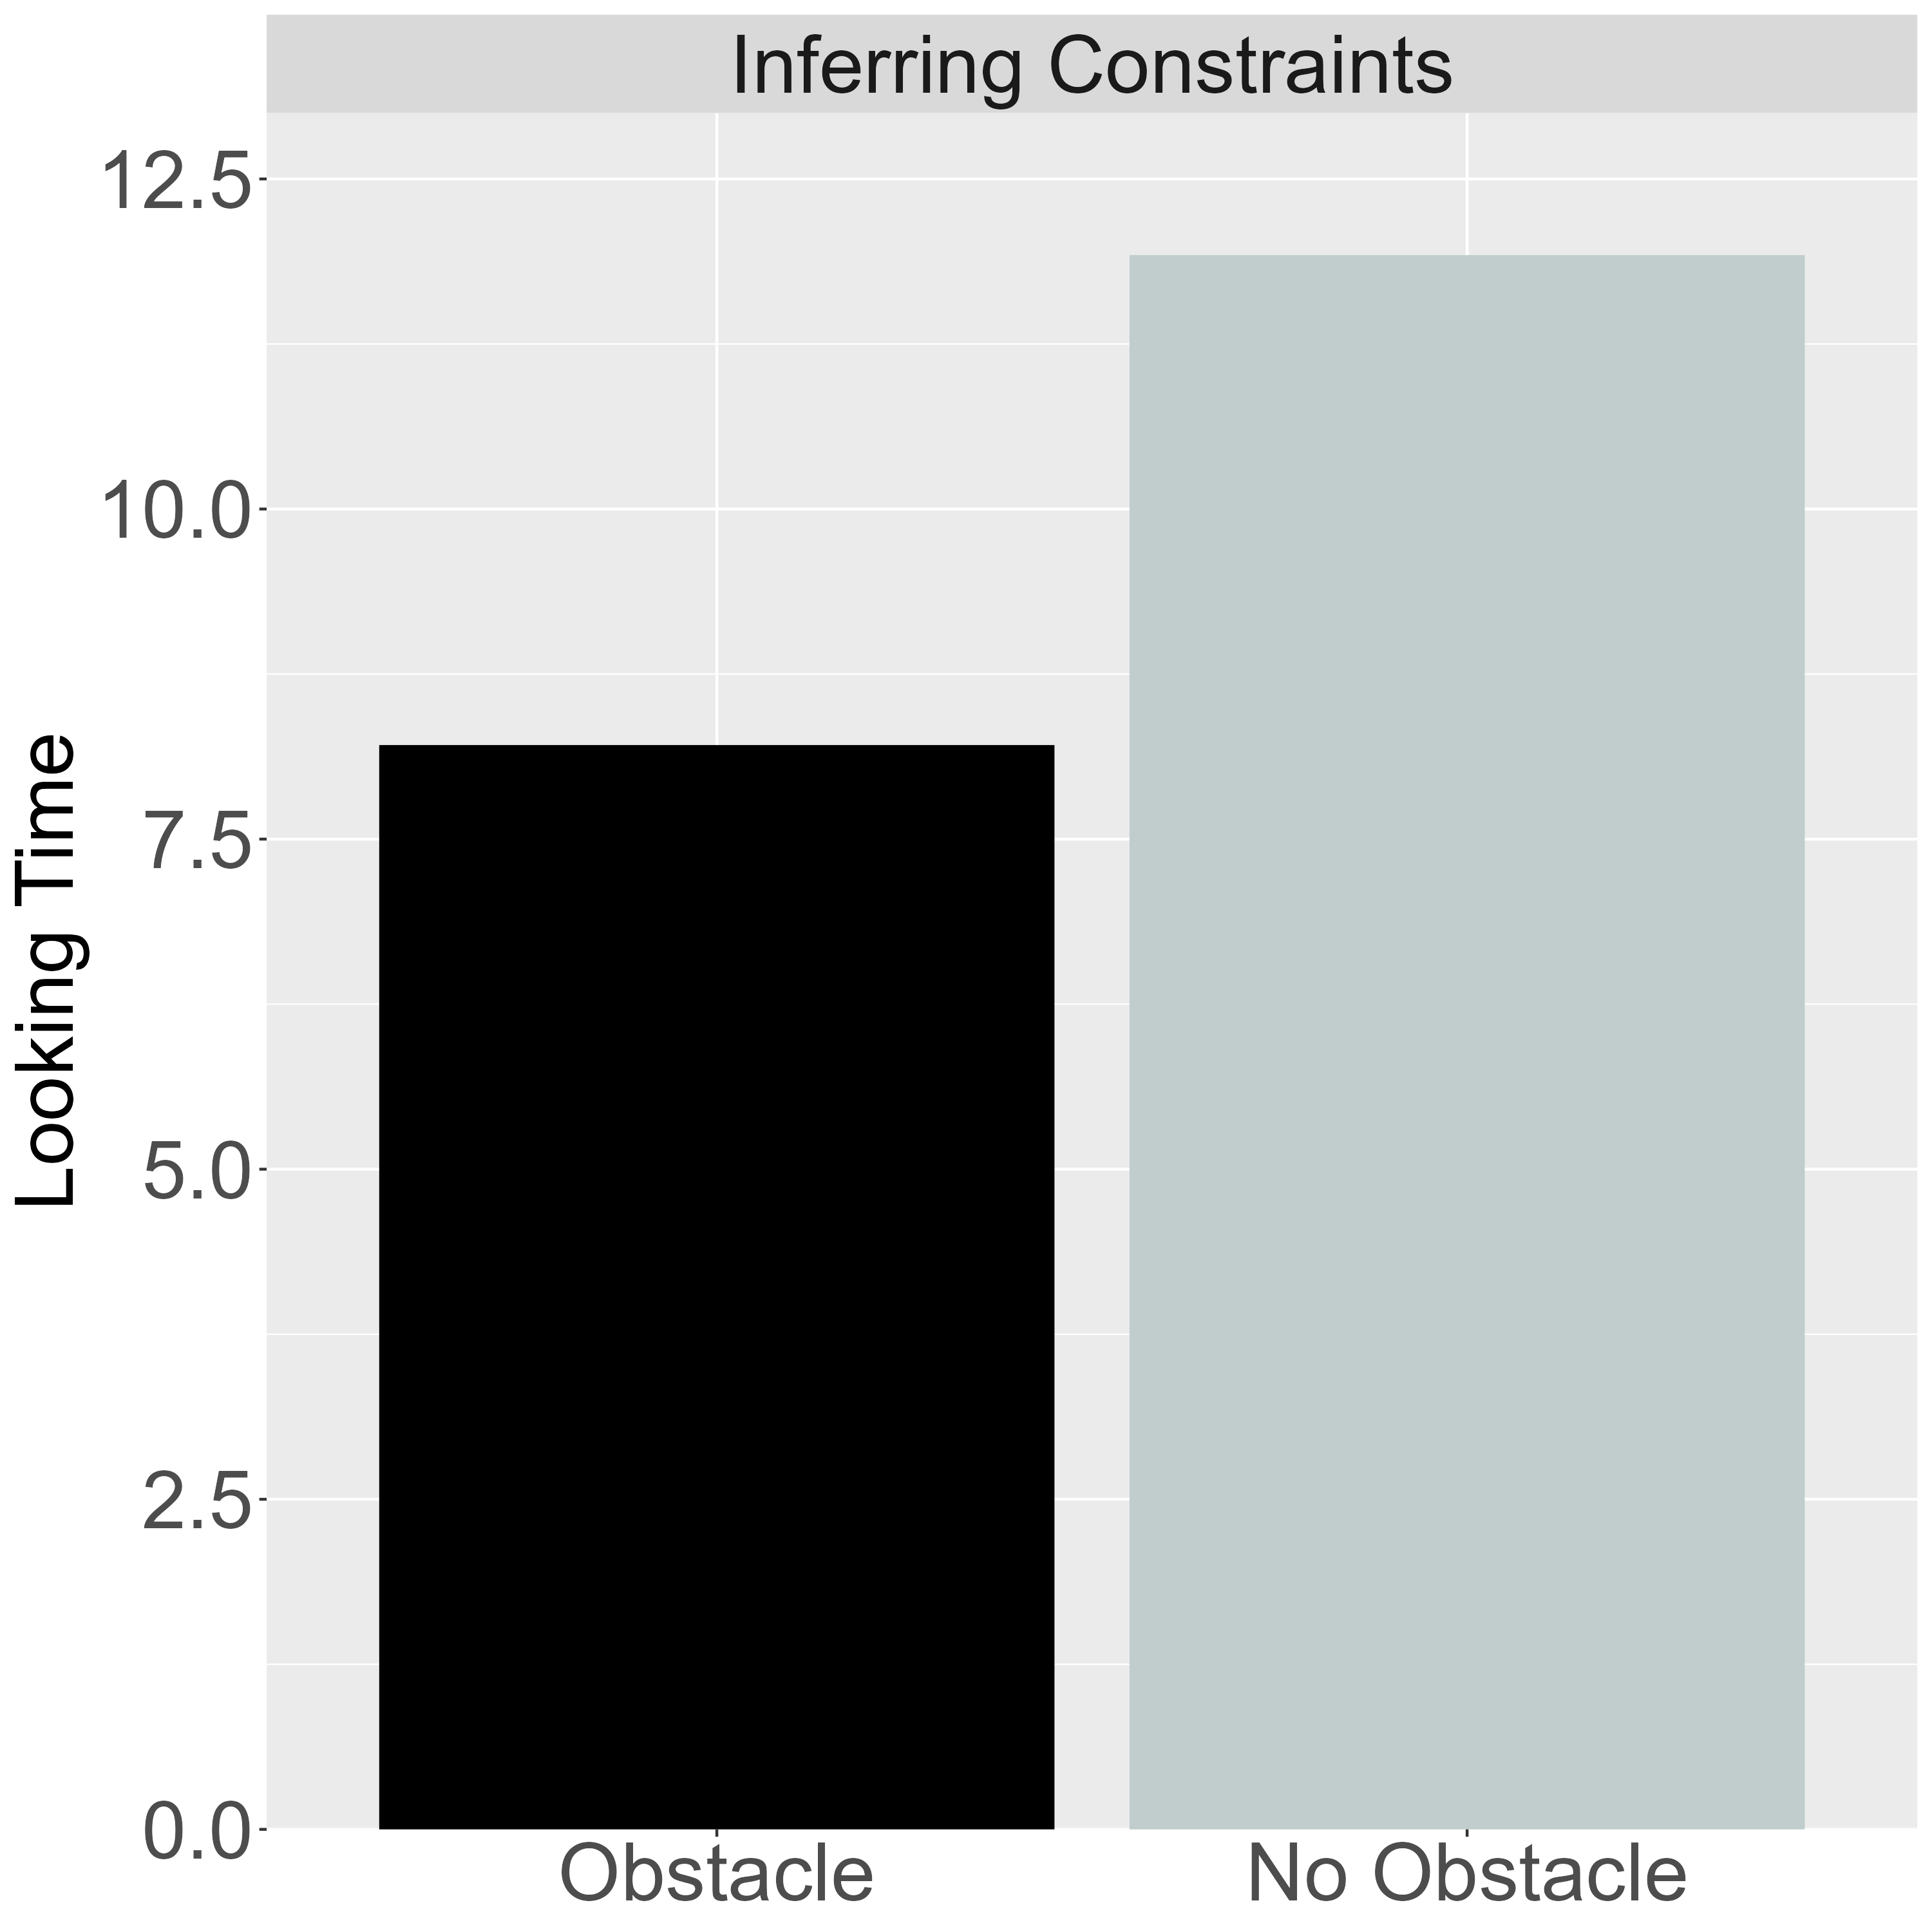 Inferring Constraints
12.5
10.0
7.5
5.0
2.5
0.0
Looking Time
Obstacle
No Obstacle